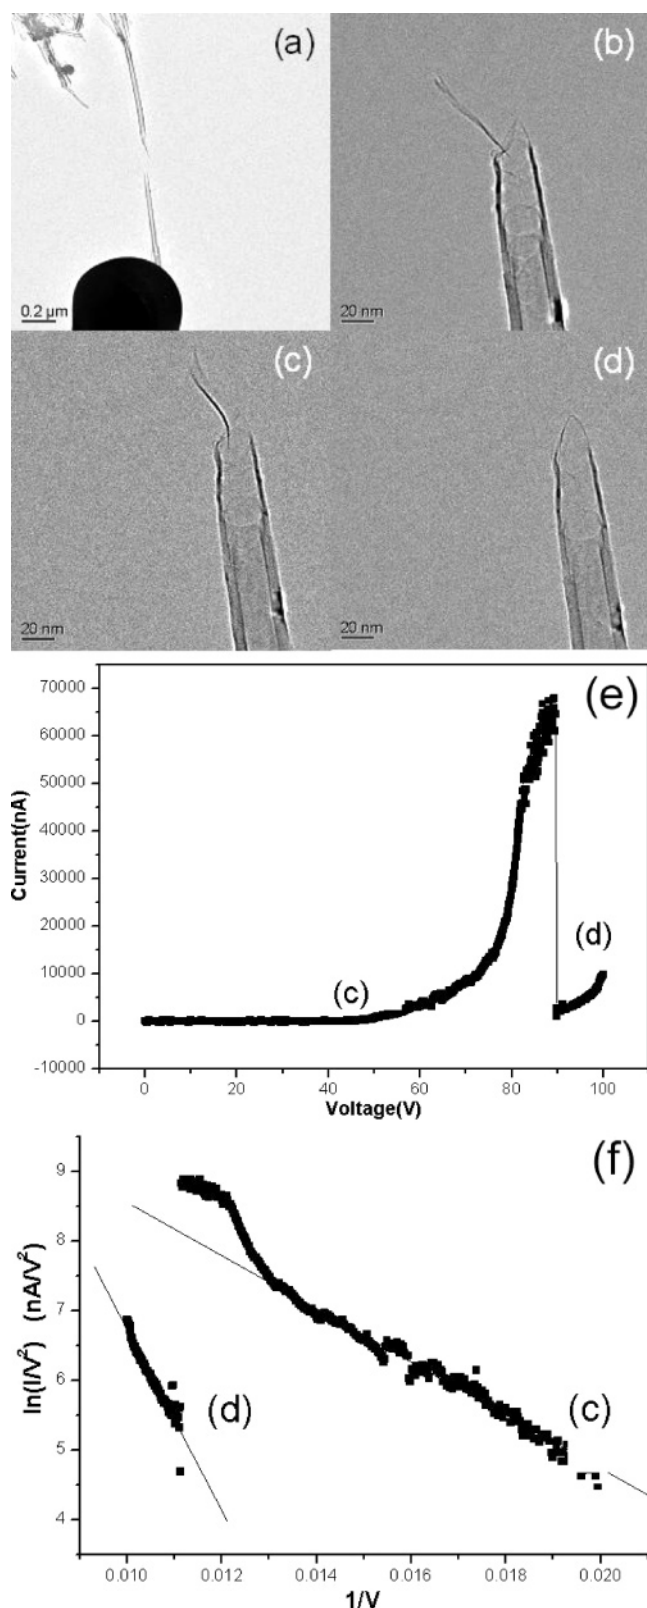 (a)
(b)
0.2 µm
20 nm
(c)
(d)
20 nm
20 nm
(e)
70000
60000
50000
40000
30000
20000
10000
0
-10000
Current(nA)
(c)
(d)
0 20 40 60 80 100
Voltage(V)
(f)
9
8
7
6
5
4
ln(I/V²) (nA/V²)
(d)
(c)
0.010 0.012 0.014 0.016 0.018 0.020
1/V